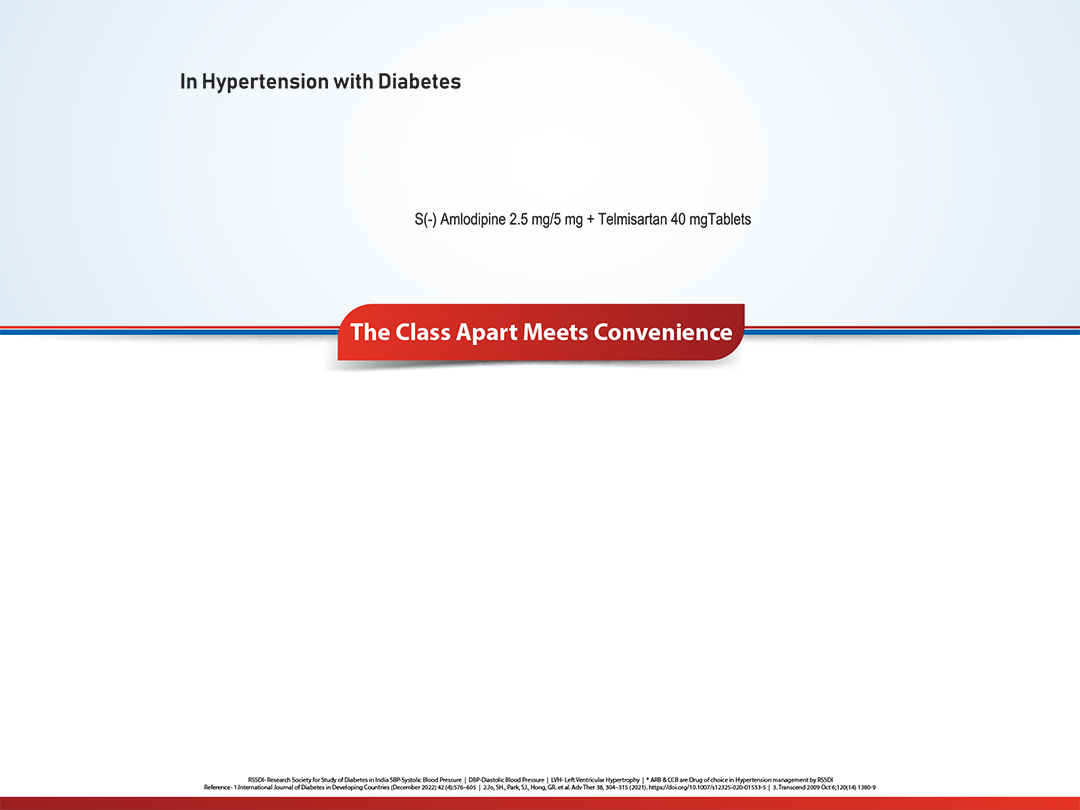 In Hypertension with Diabetes
S(-) Amlodipine 2.5 mg/5 mg + Telmisartan 40 mgTablets
The Class Apart Meets Convenience
RSSDI- Research Society for Study of Diabetes in India SBP-Systolic Blood Pressure | DBP-Diastolic Blood Pressure | LVH- Left Ventricular Hypertrophy | * ARB & CCB are Drug of choice in Hypertension management by RSSDI
Reference- 1.International Journal of Diabetes in Developing Countries (December 2022) 42 (4):576–605 | 2.Jo, SH., Park, SJ., Hong, GR. et al. Adv Ther 38, 304–315 (2021). https://doi.org/10.1007/s12325-020-01533-5 | 3. Transcend 2009 Oct 6;120(14) 1380-9